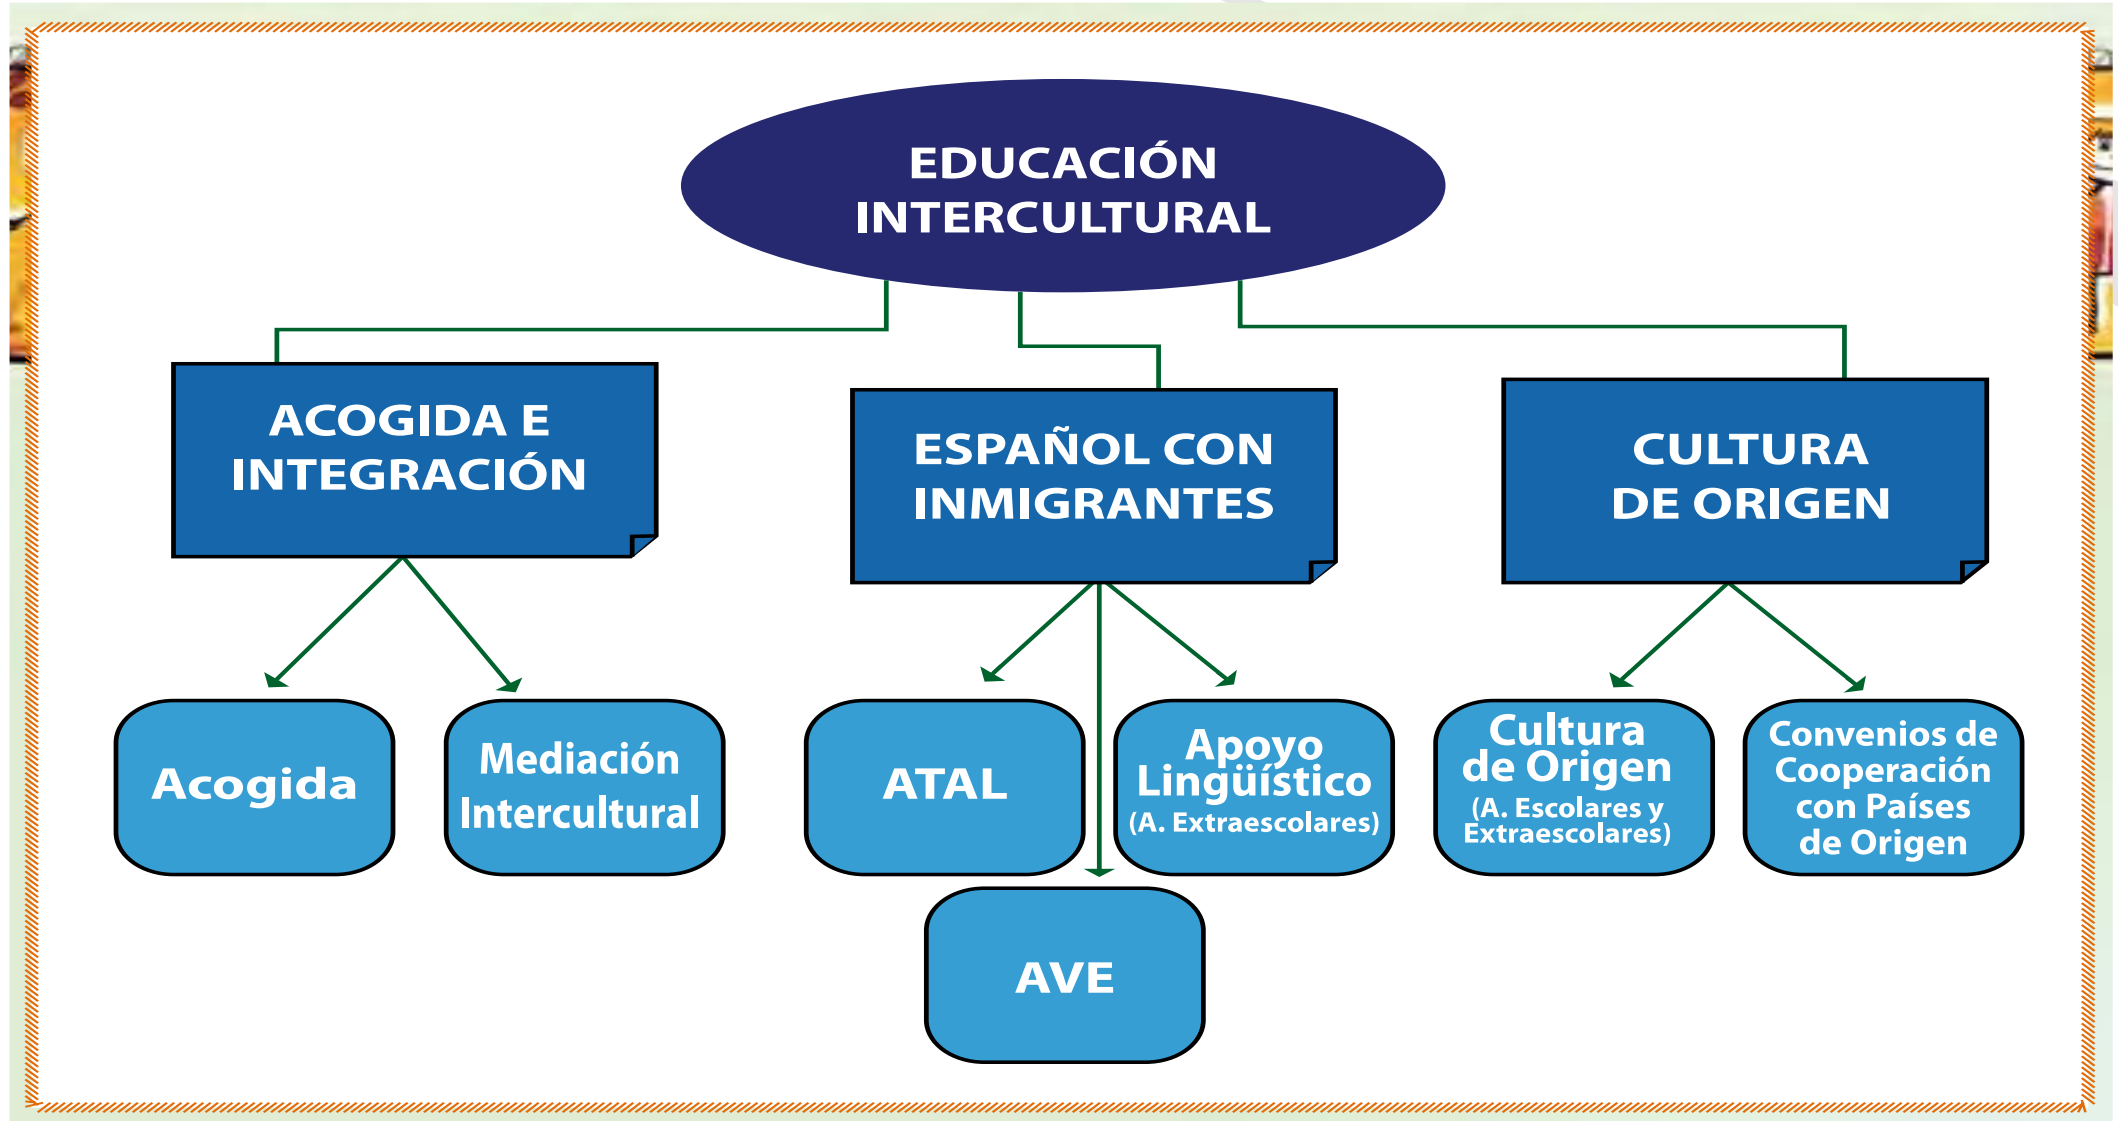 EDUCACIÓN
INTERCULTURAL
ACOGIDA E
INTEGRACIÓN
ESPAÑOL CON
INMIGRANTES
CULTURA
DE ORIGEN
Acogida
Mediación
Intercultural
ATAL
Apoyo
Lingüístico
(A. Extraescolares)
AVE
Cultura
de Origen
(A. Escolares y
Extraescolares)
Convenios de
Cooperación
con Países
de Origen